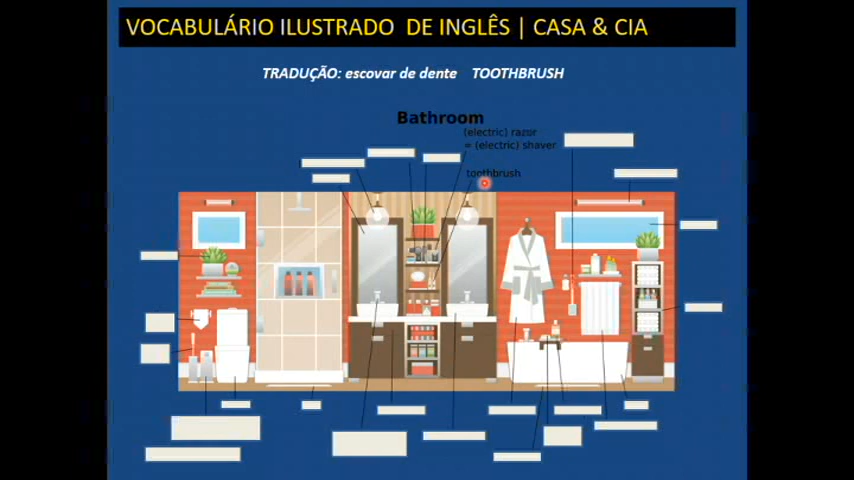 VOCABULÁRIO ILUSTRADO DE INGLÊS | CASA & CIA
TRADUÇÃO: escovar de dente TOOTHBRUSH
Bathroom
(electric) razor
= (electric) shaver
toothbrush